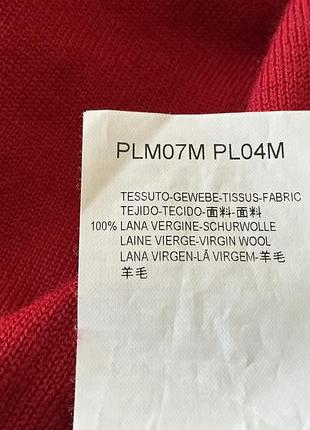 PLM07M PL04M
TESSUTO-GEWEBE-TISSUS-FABRIC
TEJIDO-TECIDO-面料-面料
100% LANA VERGINE-SCHURWOLLE
LAINE VIERGE-VIRGIN WOOL
LANA VIRGEN-LÃ VIRGEM-羊毛
羊毛